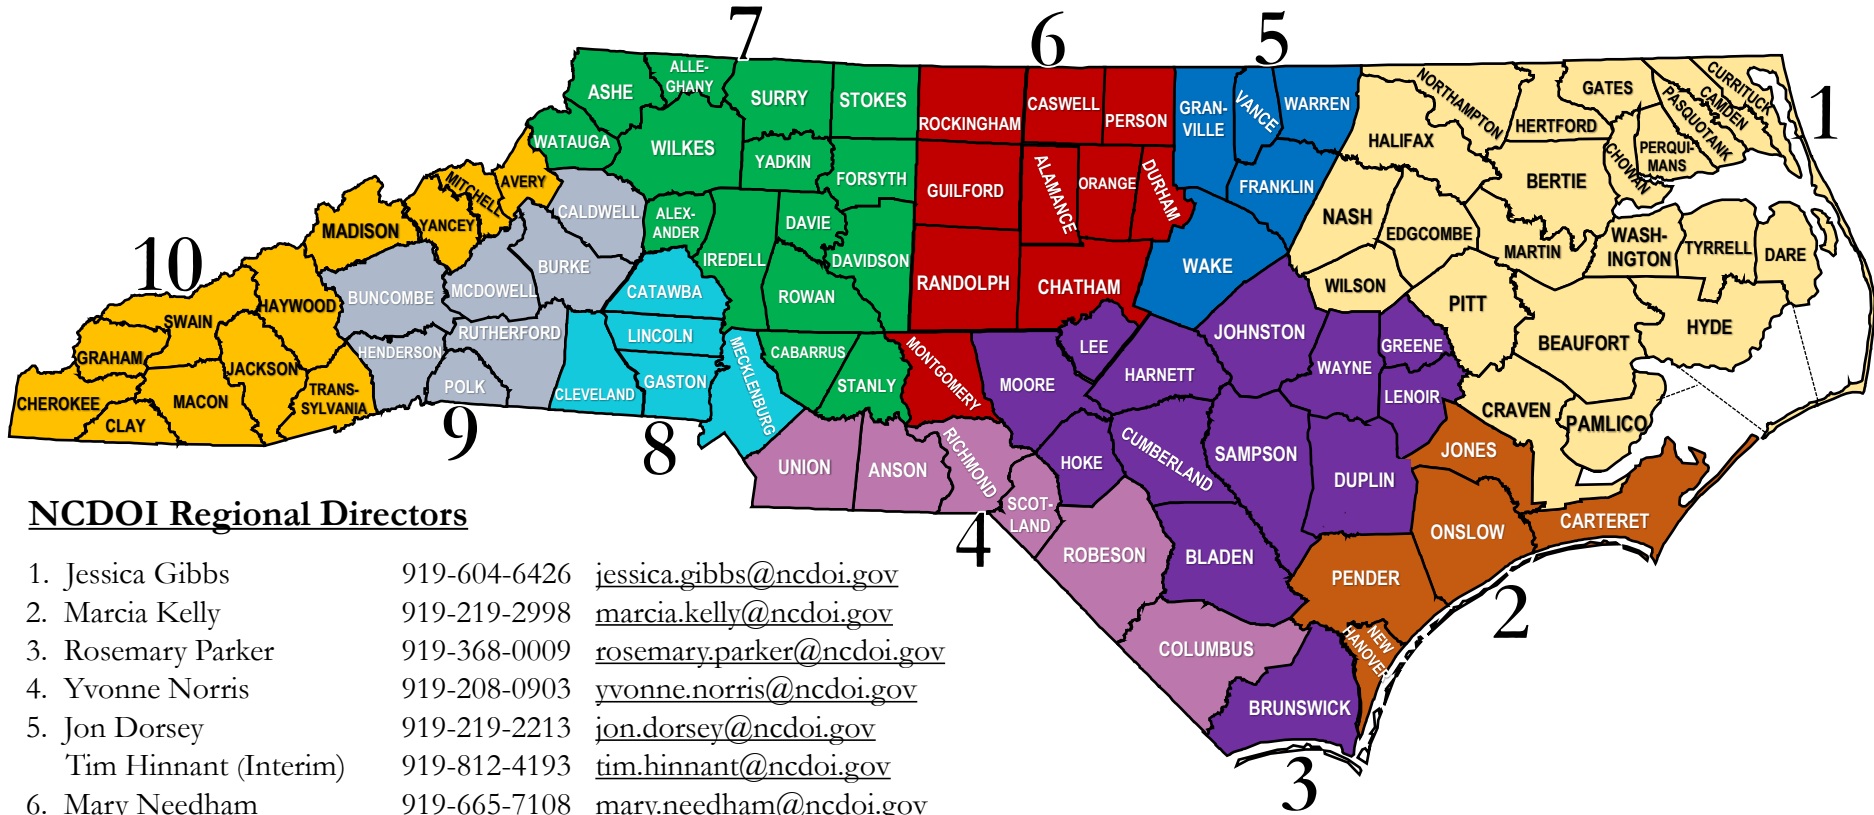 7
6
5
1
10
9
8
4
2
3
ASHE
ALLE-
GHANY
SURRY
STOKES
ROCKINGHAM
CASWELL
PERSON
GRAN-
VILLE
VANCE
WARREN
NORTHAMPTON
GATES
CURRITUCK
CAMDEN
PASQUOTANK
HERTFORD
HALIFAX
PERQUI-
MANS
CHOWAN
WATAUGA
WILKES
YADKIN
FORSYTH
GUILFORD
ALAMANCE
ORANGE
DURHAM
FRANKLIN
BERTIE
NASH
EDGCOMBE
MARTIN
WASH-
INGTON
TYRRELL
DARE
MITCHELL
AVERY
CALDWELL
ALEX-
ANDER
DAVIE
MADISON
YANCEY
IREDELL
DAVIDSON
BURKE
RANDOLPH
CHATHAM
WAKE
WILSON
PITT
BEAUFORT
HYDE
HAYWOOD
BUNCOMBE
MCDOWELL
CATAWBA
ROWAN
SWAIN
RUTHERFORD
LINCOLN
MECKLENBURG
CABARRUS
STANLY
MONTGOMERY
MOORE
LEE
HARNETT
JOHNSTON
WAYNE
GREENE
LENOIR
CRAVEN
PAMLICO
GRAHAM
JACKSON
HENDERSON
POLK
CLEVELAND
GASTON
CHEROKEE
CLAY
MACON
TRANS-
SYLVANIA
UNION
ANSON
RICHMOND
SCOT-
LAND
HOKE
CUMBERLAND
SAMPSON
DUPLIN
JONES
ONSLOW
CARTERET
ROBESON
BLADEN
PENDER
COLUMBUS
NEW
HANOVER
BRUNSWICK
NCDOI Regional Directors
1. Jessica Gibbs 919-604-6426 jessica.gibbs@ncdoi.gov
2. Marcia Kelly 919-219-2998 marcia.kelly@ncdoi.gov
3. Rosemary Parker 919-368-0009 rosemary.parker@ncdoi.gov
4. Yvonne Norris 919-208-0903 yvonne.norris@ncdoi.gov
5. Jon Dorsey 919-219-2213 jon.dorsey@ncdoi.gov
Tim Hinnant (Interim) 919-812-4193 tim.hinnant@ncdoi.gov
6. Mary Needham 919-665-7108 mary.needham@ncdoi.gov